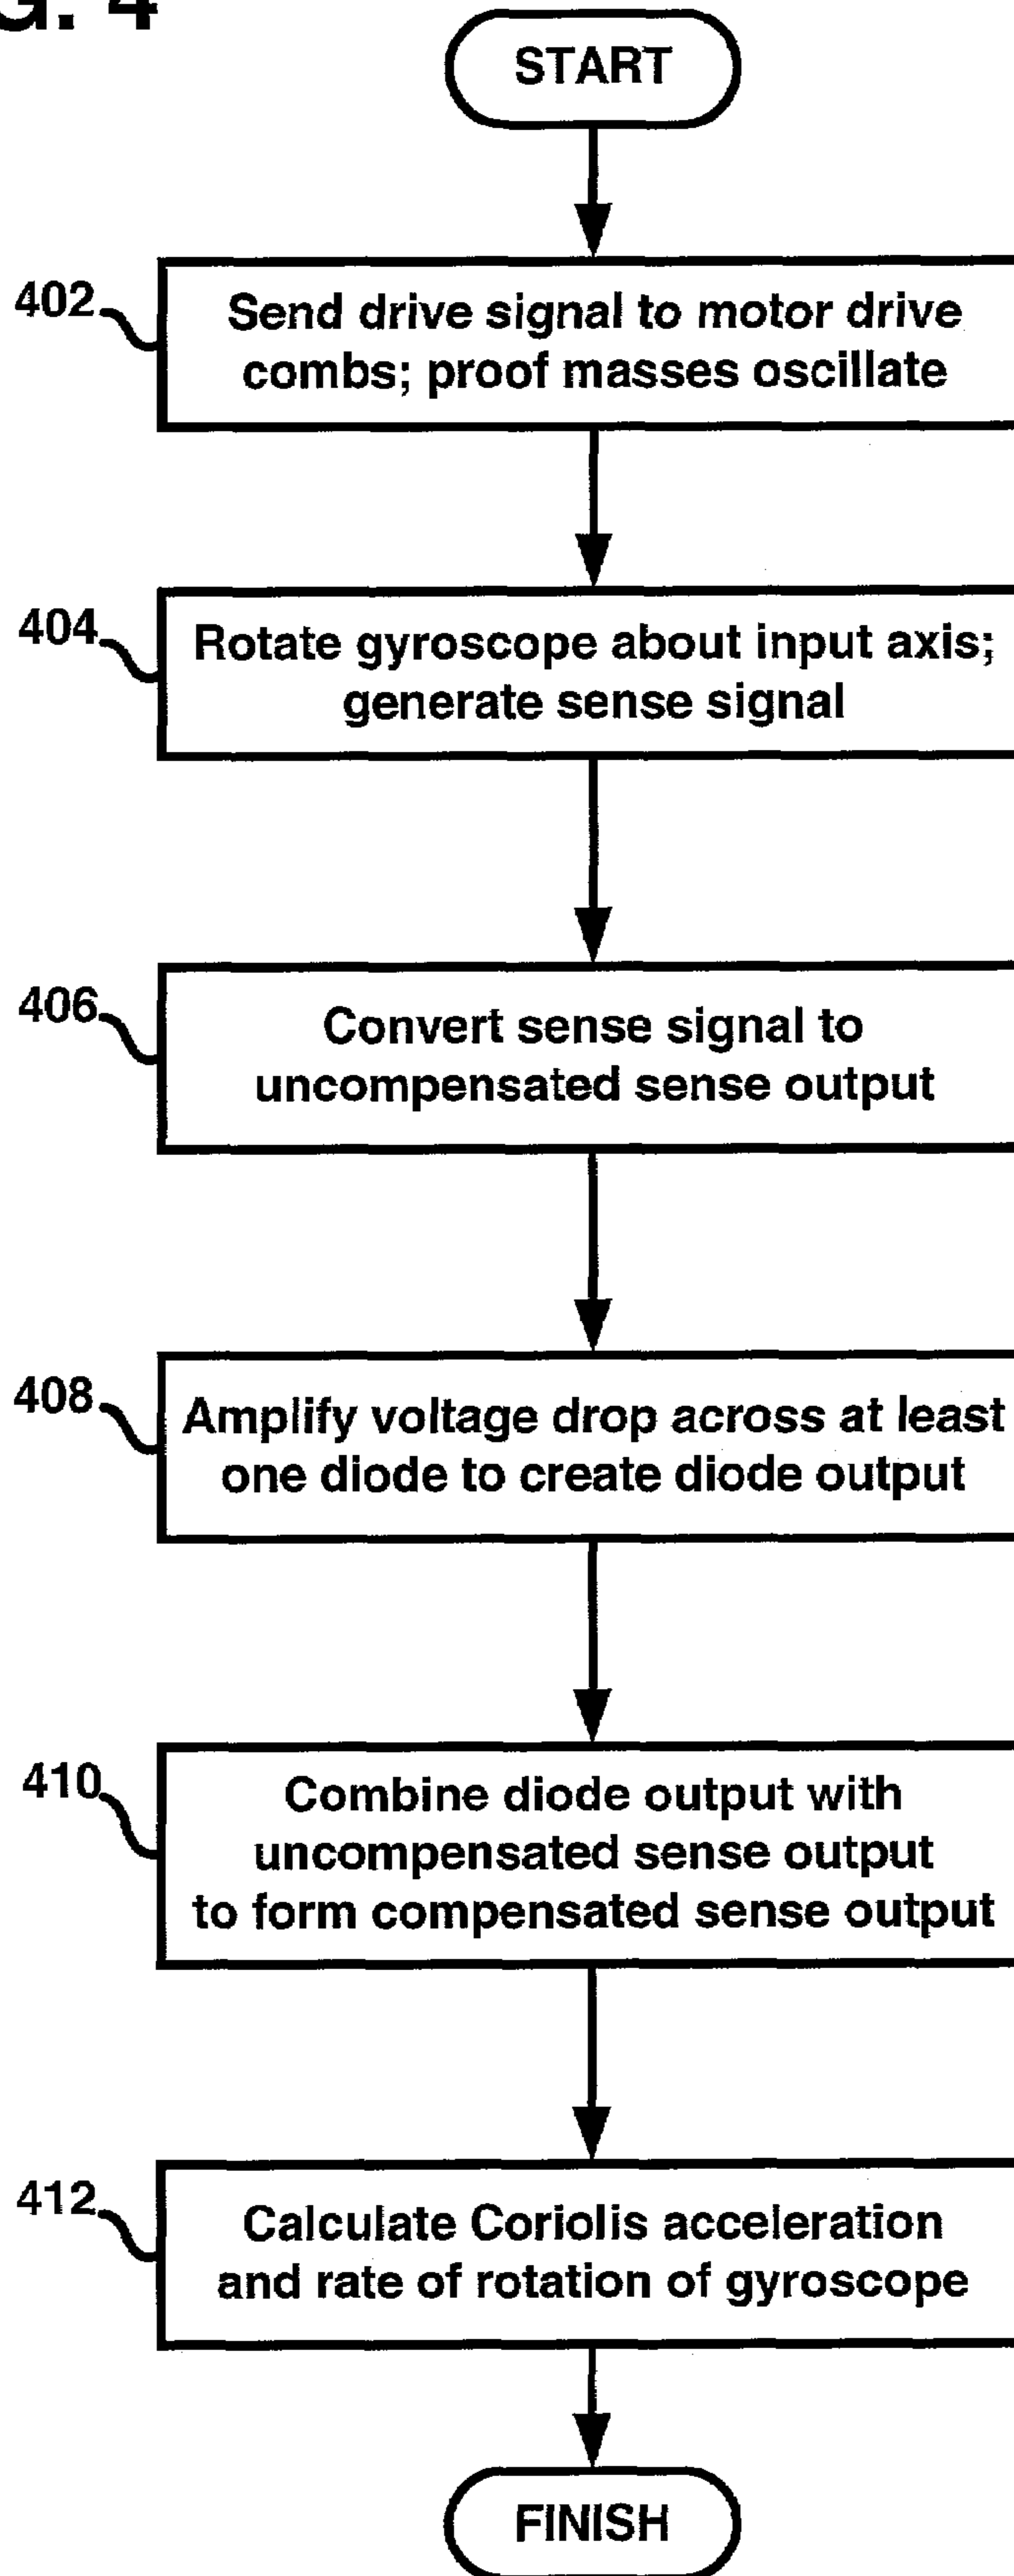 G. 4
START
402
Send drive signal to motor drive
combs; proof masses oscillate
404
Rotate gyroscope about input axis;
generate sense signal
406
Convert sense signal to
uncompensated sense output
408
Amplify voltage drop across at least
one diode to create diode output
410
Combine diode output with
uncompensated sense output
to form compensated sense output
412
Calculate Coriolis acceleration
and rate of rotation of gyroscope
FINISH